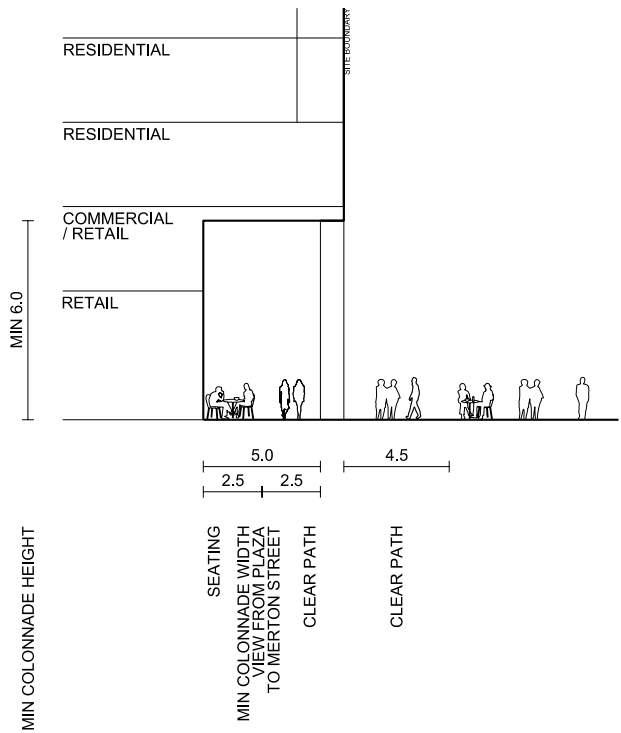 SITE BOUNDARY
RESIDENTIAL
RESIDENTIAL
COMMERCIAL
/ RETAIL
RETAIL
MIN 6.0
5.0
4.5
2.5
2.5
MIN COLONNADE HEIGHT
SEATING
MIN COLONNADE WIDTH
VIEW FROM PLAZA
TO MERTON STREET
CLEAR PATH
CLEAR PATH